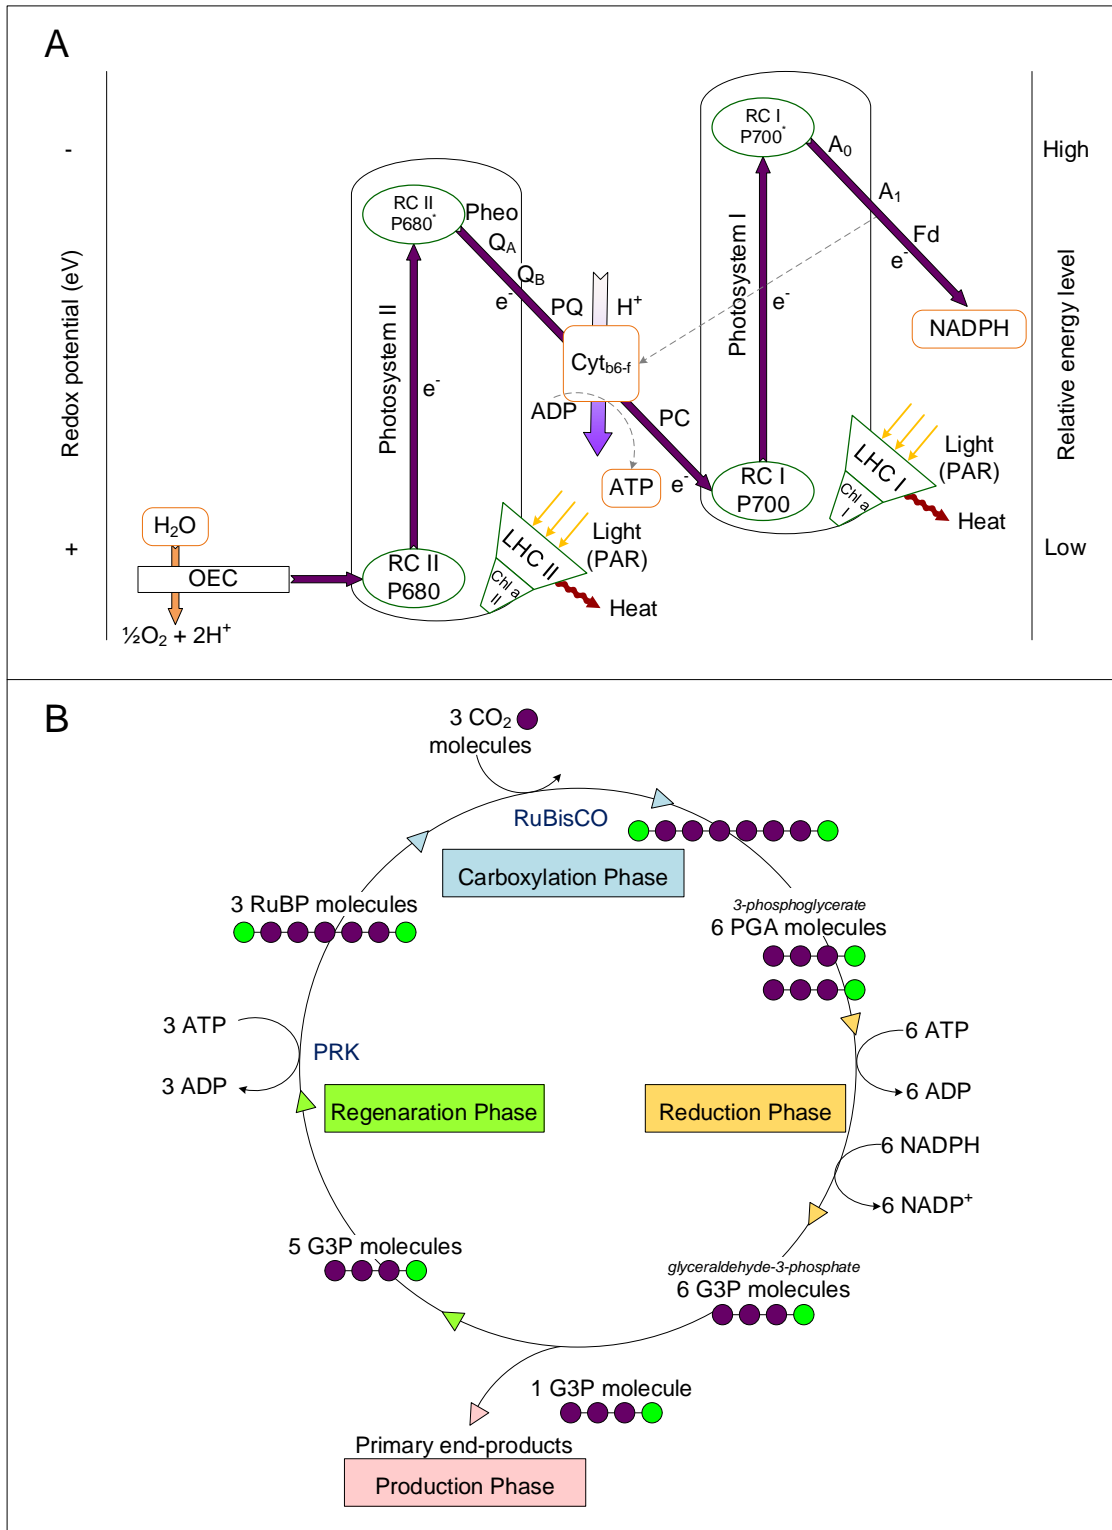 A
-
+
Redox potential (eV)
High
Low
Relative energy level
H2O
OEC
½O2 + 2H+
RC II
P680*
Photosystem II
e-
RC II
P680
Pheo
QA
QB
e-
PQ
H+
Cytb6-f
ADP
ATP
PC
e-
LHC II
Chl a
II
Light
(PAR)
Heat
RC I
P700*
Photosystem I
e-
RC I
P700
A0
A1
Fd
e-
NADPH
LHC I
Chl a
I
Light
(PAR)
Heat
B
3 CO2
molecules
RuBisCO
Carboxylation Phase
3 RuBP molecules
3-phosphoglycerate
6 PGA molecules
3 ATP
3 ADP
PRK
6 ATP
6 ADP
Regenaration Phase
Reduction Phase
6 NADPH
6 NADP+
5 G3P molecules
glyceraldehyde-3-phosphate
6 G3P molecules
1 G3P molecule
Primary end-products
Production Phase